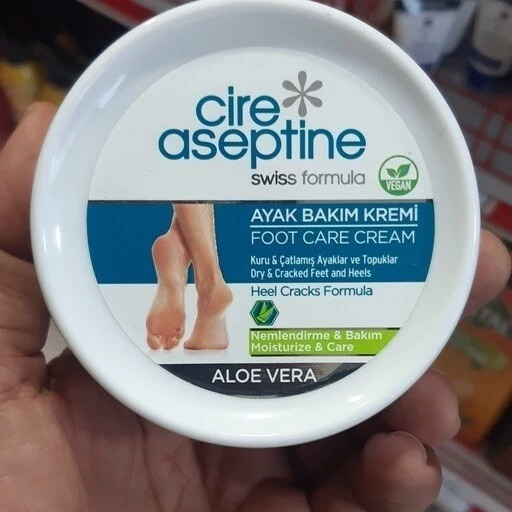 cire
aseptine
swiss formula
VEGAN
AYAK BAKIM KREMİ
FOOT CARE CREAM
Kuru & Çatlamış Ayaklar ve Topuklar
Dry & Cracked Feet and Heels
Heel Cracks Formula
Nemlendirme & Bakım
Moisturize & Care
ALOE VERA